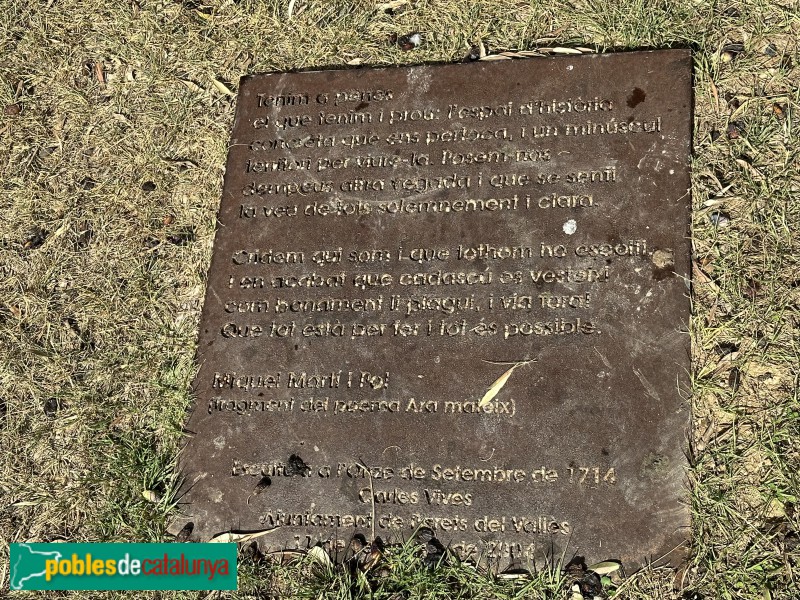 Tenim a penes
el que tenim i prou: l'espai d'història
concreta que ens pertoca, i un minúscul
territori per viure-la. Posem-nos
dempeus altra vegada i que se senti
la veu de tots solemnement i clara.
Cridem qui som i que tothom ho escolti.
I en acabat que cadascú es vesteixi
com bonament li plagui, i via fora!
Que tot està per fer i tot és possible.
Miquel Martí i Pol
(fragment del poema Ara mateix)
Escultura a l'Onze de Setembre de 1714
Carles Vives
Ajuntament de Parets del Vallès
de
poblesdecatalunya